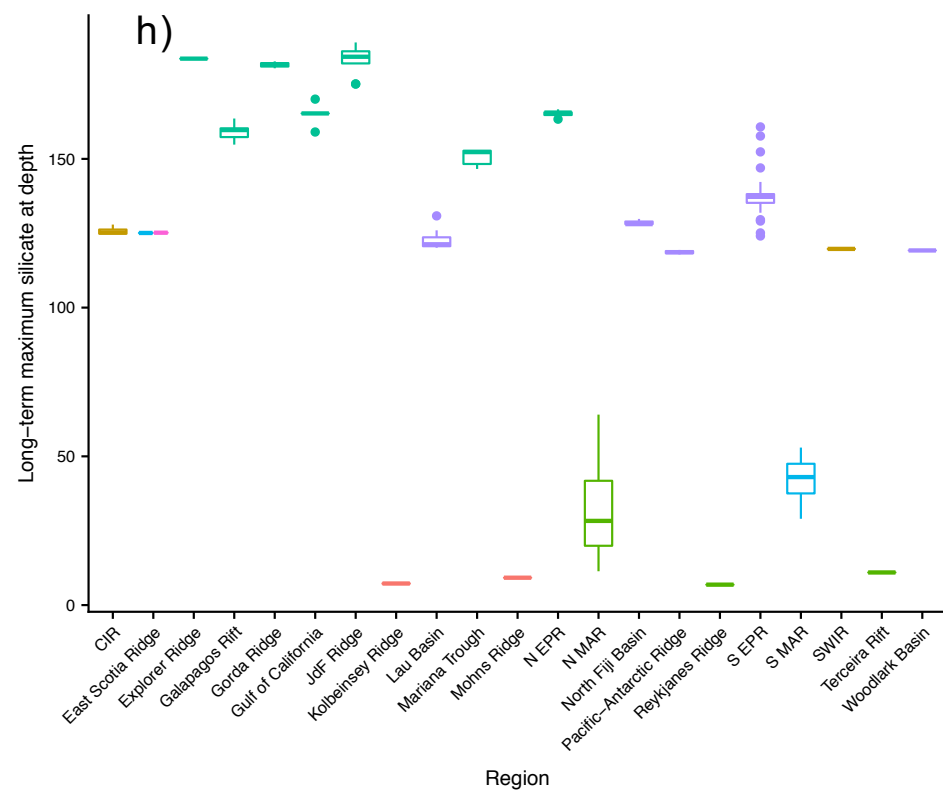 h)
Long−term maximum silicate at depth
150
100
50
0
CIR
East Scotia Ridge
Explorer Ridge
Galapagos Rift
Gorda Ridge
Gulf of California
JdF Ridge
Kolbeinsey Ridge
Lau Basin
Mariana Trough
Mohns Ridge
N EPR
N MAR
North Fiji Basin
Pacific−Antarctic Ridge
Reykjanes Ridge
S EPR
S MAR
SWIR
Terceira Rift
Woodlark Basin
Region